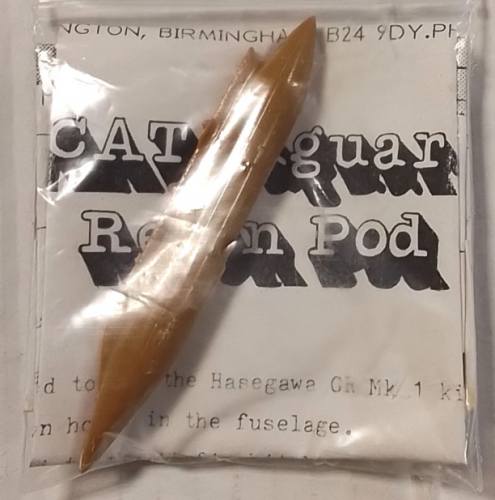 NGTON, BIRMINGHA B24 9DY.PH
CAT guar
Re n Pod
d to the Hasegawa GR Mk 1 ki
n ho in the fuselage.